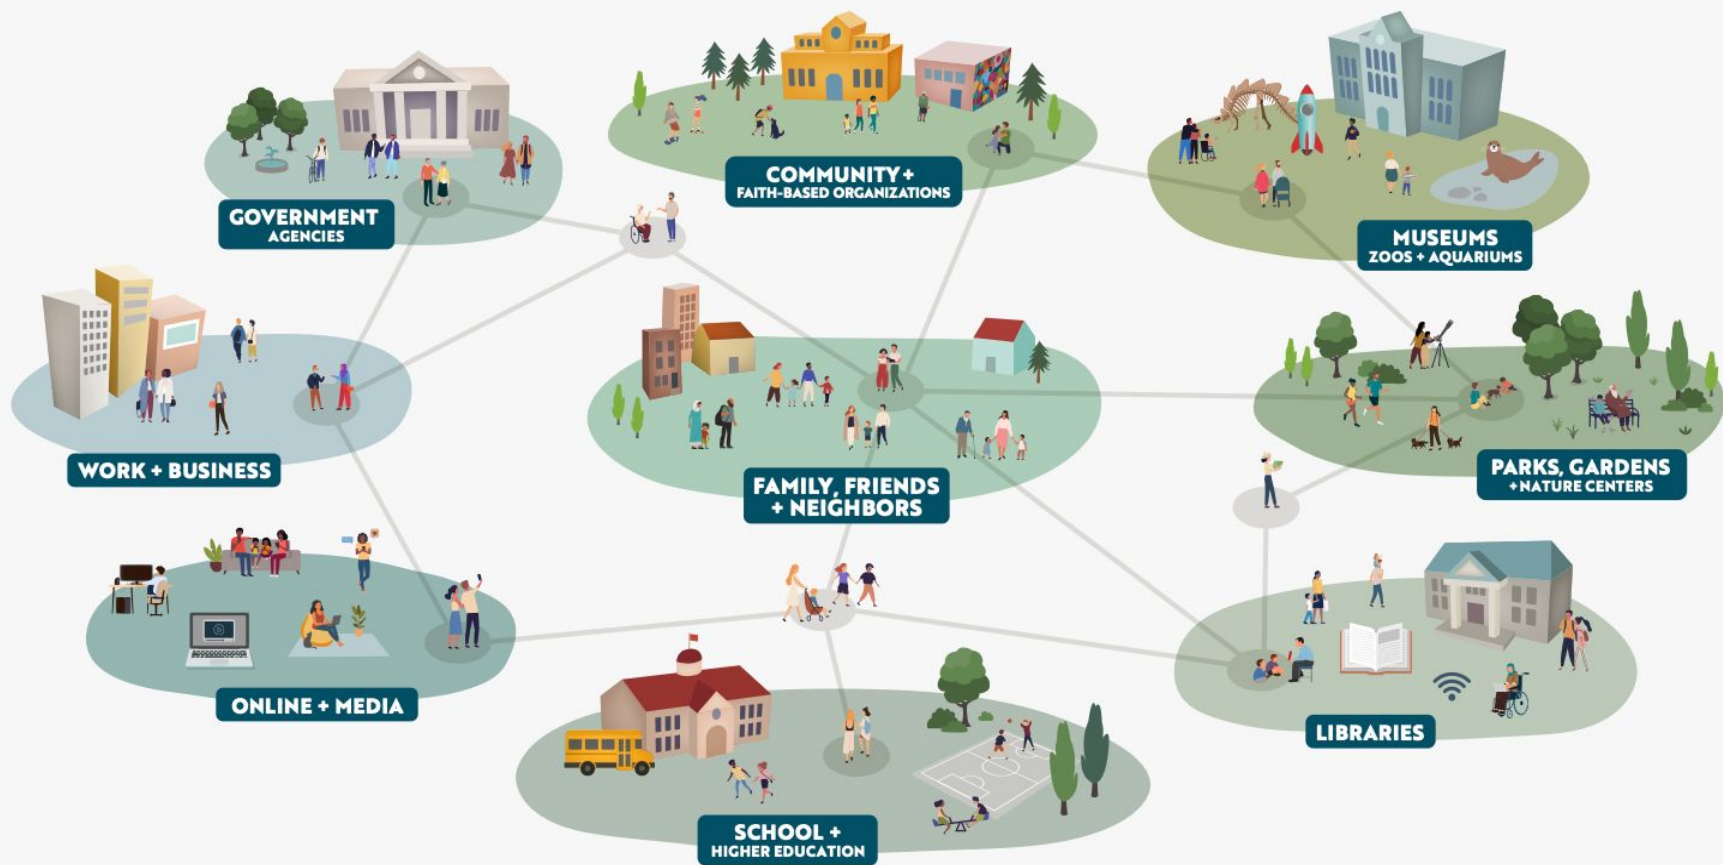 COMMUNITY +
FAITH-BASED ORGANIZATIONS
GOVERNMENT
AGENCIES
MUSEUMS
ZOOS + AQUARIUMS
WORK + BUSINESS
FAMILY, FRIENDS
+ NEIGHBORS
PARKS, GARDENS
+ NATURE CENTERS
ONLINE + MEDIA
LIBRARIES
SCHOOL +
HIGHER EDUCATION